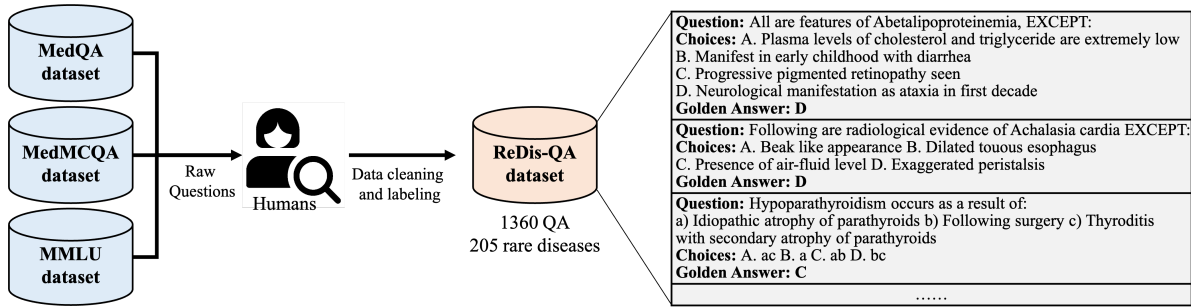 MedQA
dataset
MedMCQA
dataset
MMLU
dataset
Raw
Questions
Humans
Data cleaning
and labeling
ReDis-QA
dataset
1360 QA
205 rare diseases
Question: All are features of Abetalipoproteinemia, EXCEPT:
Choices: A. Plasma levels of cholesterol and triglyceride are extremely low
B. Manifest in early childhood with diarrhea
C. Progressive pigmented retinopathy seen
D. Neurological manifestation as ataxia in first decade
Golden Answer: D
Question: Following are radiological evidence of Achalasia cardia EXCEPT:
Choices: A. Beak like appearance B. Dilated touous esophagus
C. Presence of air-fluid level D. Exaggerated peristalsis
Golden Answer: D
Question: Hypoparathyroidism occurs as a result of:
a) Idiopathic atrophy of parathyroids b) Following surgery c) Thyroditis
with secondary atrophy of parathyroids
Choices: A. ac B. a C. ab D. bc
Golden Answer: C
......